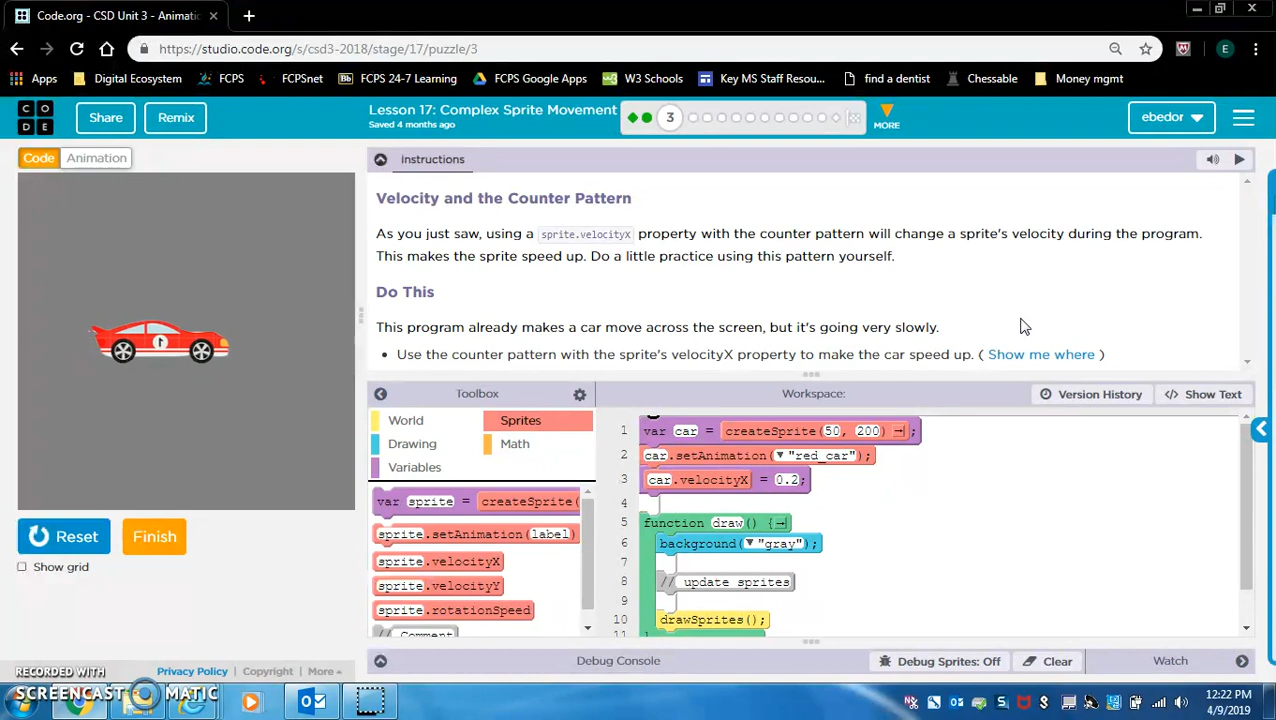 Code.org - CSD Unit 3 - Animatio
https://studio.code.org/s/csd3-2018/stage/17/puzzle/3
E
Apps Digital Ecosystem FCPS FCPSnet Bb FCPS 24-7 Learning FCPS Google Apps W3 Schools Key MS Staff Resou... find a dentist Chessable Money mgmt
C O D E Share Remix Lesson 17: Complex Sprite Movement 3 MORE ebedor
Saved 4 months ago
Code Animation Instructions
Velocity and the Counter Pattern
As you just saw, using a sprite.velocityX property with the counter pattern will change a sprite's velocity during the program.
This makes the sprite speed up. Do a little practice using this pattern yourself.
Do This
This program already makes a car move across the screen, but it's going very slowly.
• Use the counter pattern with the sprite's velocityX property to make the car speed up. ( Show me where )
1
Toolbox Workspace: Version History </> Show Text
World Sprites
Drawing Math
Variables
var sprite = createSprite(
sprite.setAnimation(label)
sprite.velocityX
sprite.velocityY
sprite.rotationSpeed
// Comment
1 var car = createSprite(50, 200);
2 car.setAnimation("red_car");
3 car.velocityX = 0.2;
4
5 function draw() {
6 background("gray");
7
8 // update sprites
9
10 drawSprites();
11 }
Reset Finish
Show grid
Debug Console Debug Sprites: Off Clear Watch
Privacy Policy Copyright More
RECORDED WITH
SCREENCAST MATIC
12:22 PM
4/9/2019